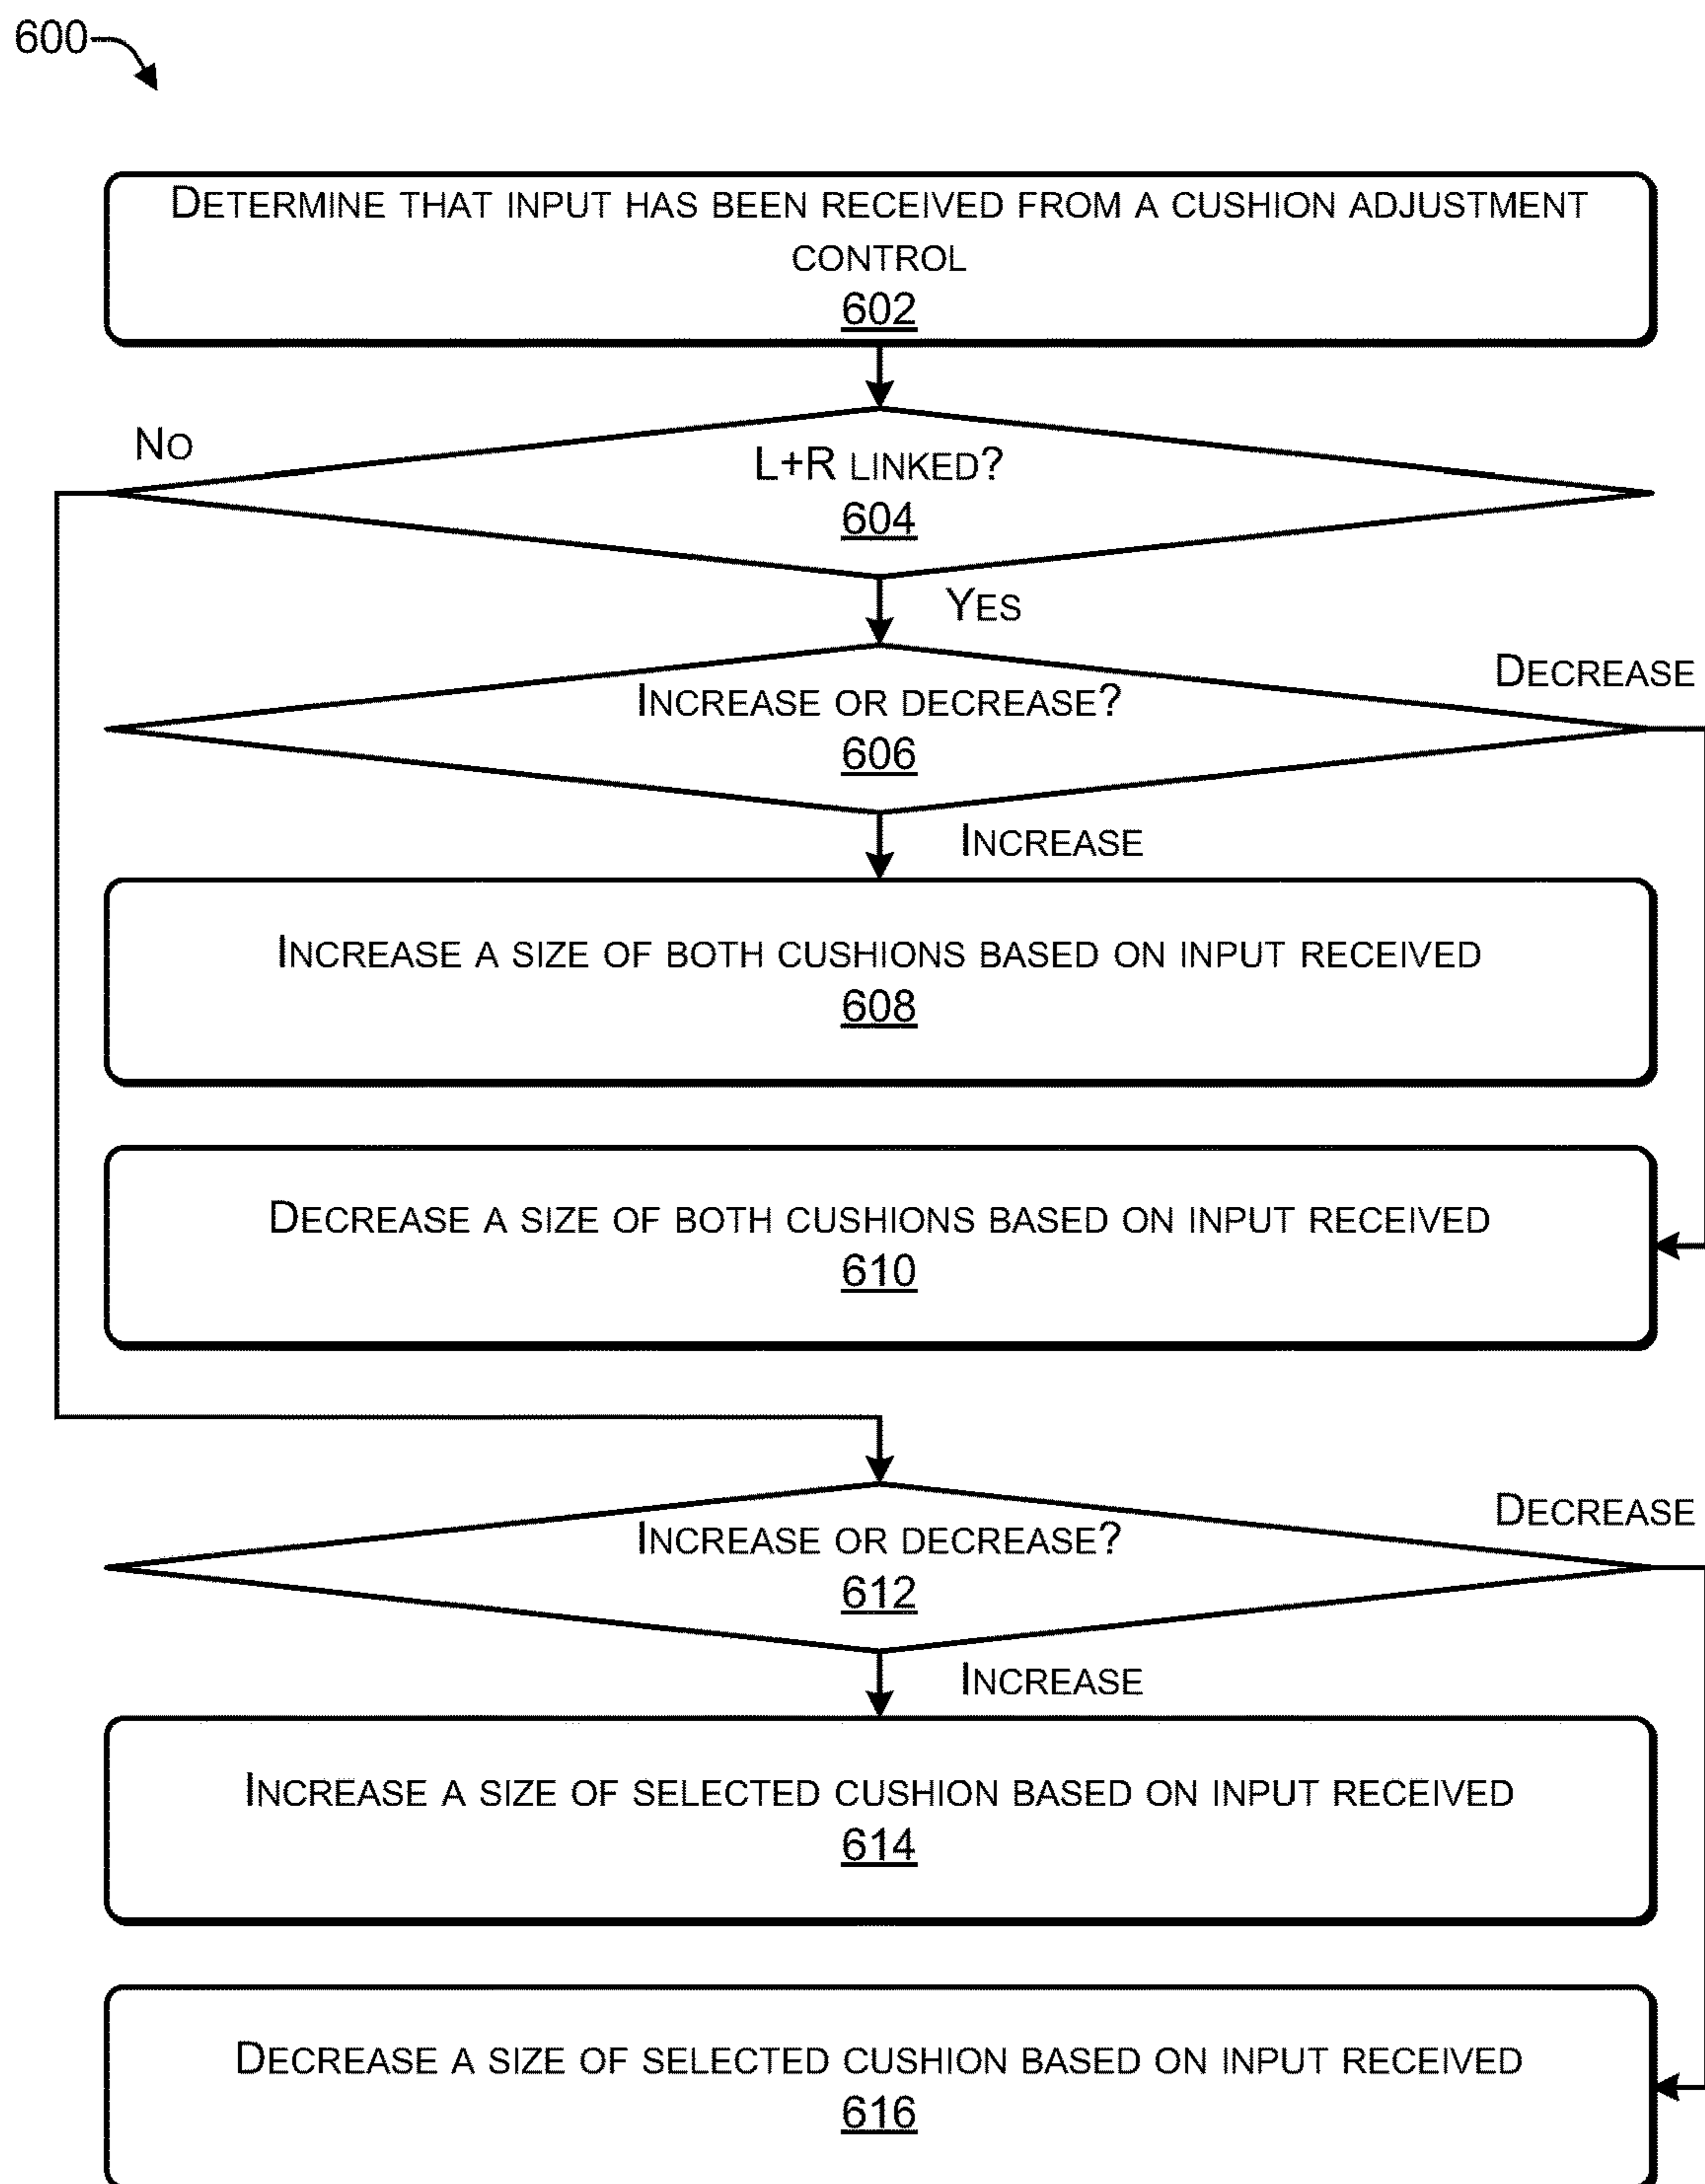 600
DETERMINE THAT INPUT HAS BEEN RECEIVED FROM A CUSHION ADJUSTMENT
CONTROL
602
NO
L+R LINKED?
604
YES
DECREASE
INCREASE OR DECREASE?
606
INCREASE
INCREASE A SIZE OF BOTH CUSHIONS BASED ON INPUT RECEIVED
608
DECREASE A SIZE OF BOTH CUSHIONS BASED ON INPUT RECEIVED
610
DECREASE
INCREASE OR DECREASE?
612
INCREASE
INCREASE A SIZE OF SELECTED CUSHION BASED ON INPUT RECEIVED
614
DECREASE A SIZE OF SELECTED CUSHION BASED ON INPUT RECEIVED
616